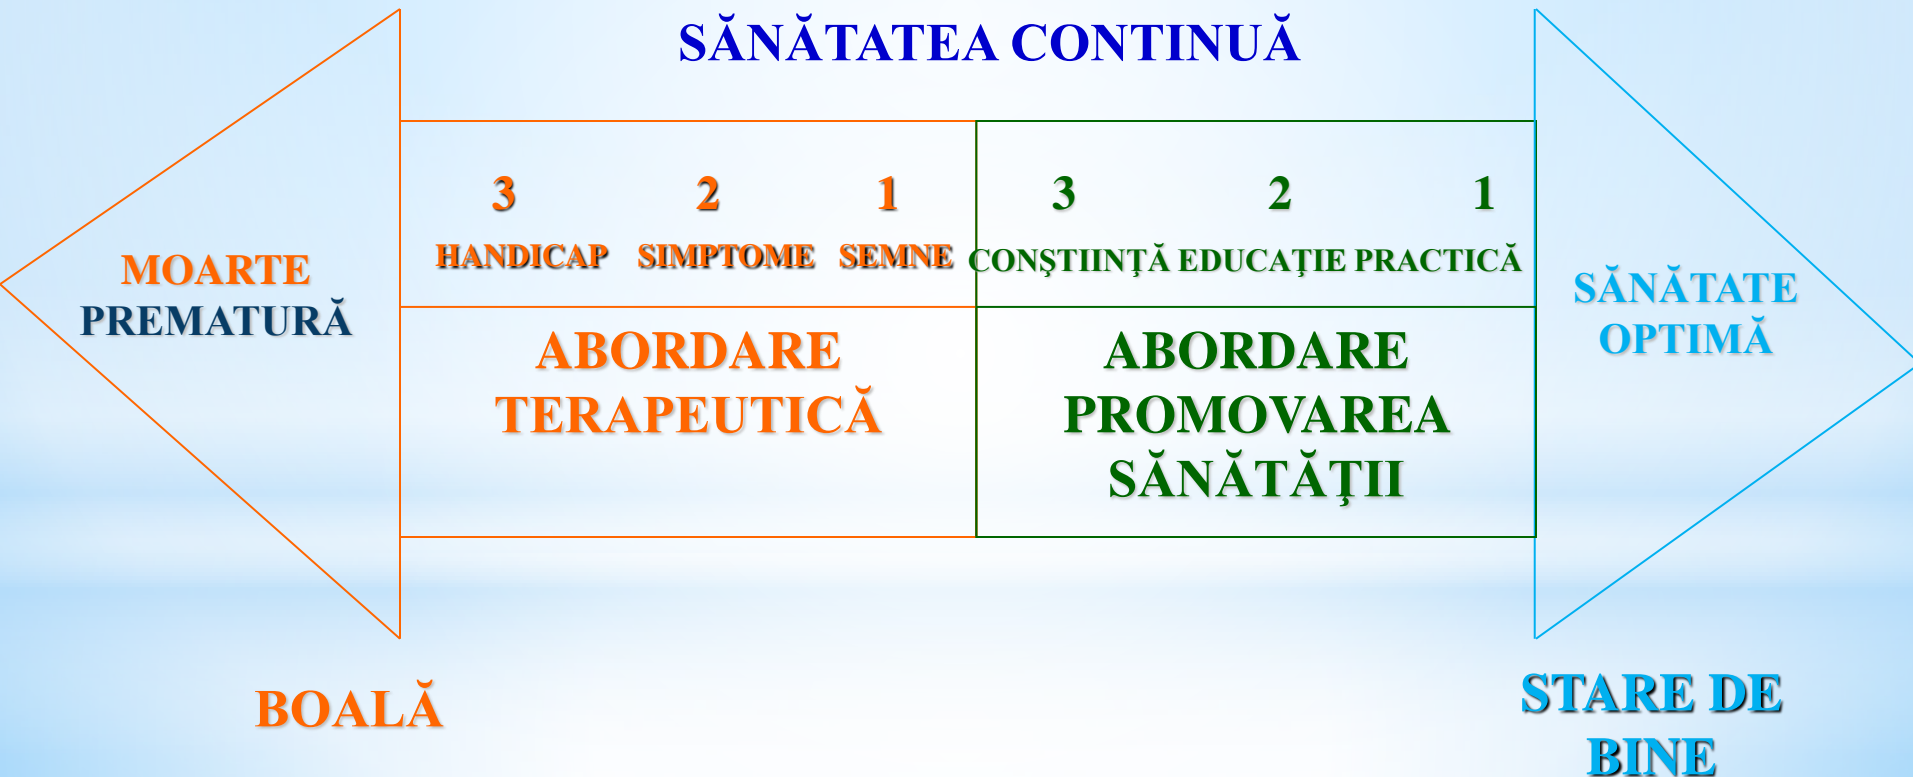 SĂNĂTATEA CONTINUĂ
3 2 1 3 2 1
HANDICAP SIMPTOME SEMNE CONŞTIINŢĂ EDUCAŢIE PRACTICĂ
MOARTE
PREMATURĂ
ABORDARE
TERAPEUTICĂ
ABORDARE
PROMOVAREA
SĂNĂTĂŢII
SĂNĂTATE
OPTIMĂ
BOALĂ
STARE DE
BINE